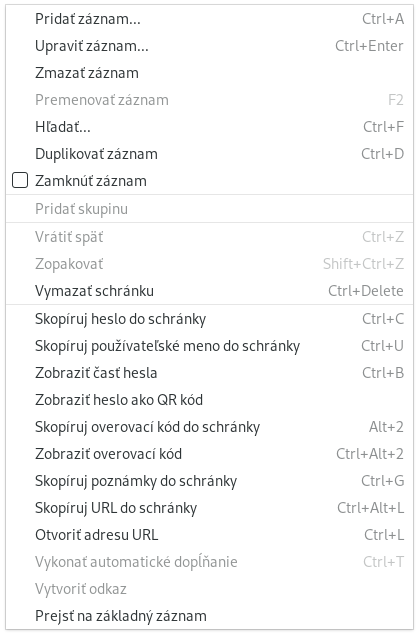 Pridať záznam... Ctrl+A
Upraviť záznam... Ctrl+Enter
Zmazať záznam
Premenovať záznam F2
Hľadať... Ctrl+F
Duplikovať záznam Ctrl+D
Zamknúť záznam
Pridať skupinu
Vrátiť späť Ctrl+Z
Zopakovať Shift+Ctrl+Z
Vymazať schránku Ctrl+Delete
Skopíruj heslo do schránky Ctrl+C
Skopíruj používateľské meno do schránky Ctrl+U
Zobraziť časť hesla Ctrl+B
Zobraziť heslo ako QR kód
Skopíruj overovací kód do schránky Alt+2
Zobraziť overovací kód Ctrl+Alt+2
Skopíruj poznámky do schránky Ctrl+G
Skopíruj URL do schránky Ctrl+Alt+L
Otvoriť adresu URL Ctrl+L
Vykonať automatické dopĺňanie Ctrl+T
Vytvoriť odkaz
Prejsť na základný záznam